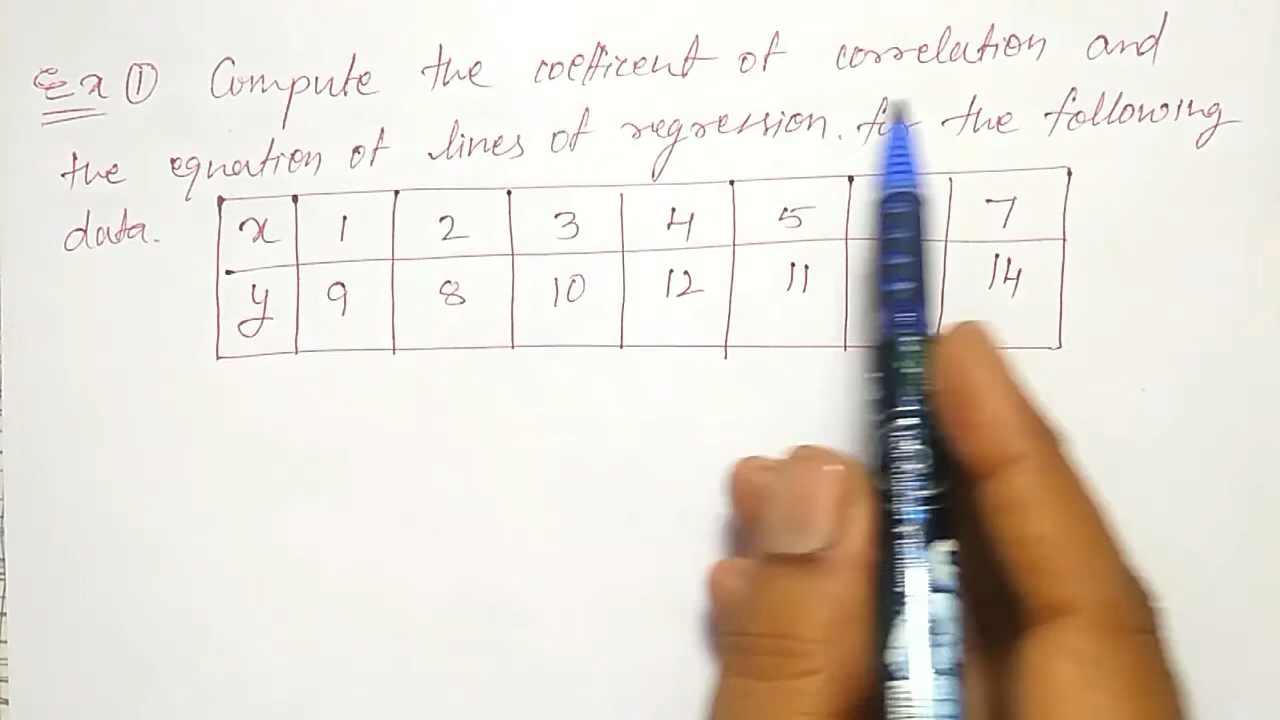 Ex ① Compute the coefficent of correlation and
the equation of lines of regression. for the following
data.
x 1 2 3 4 5 7
y 9 8 10 12 11 14